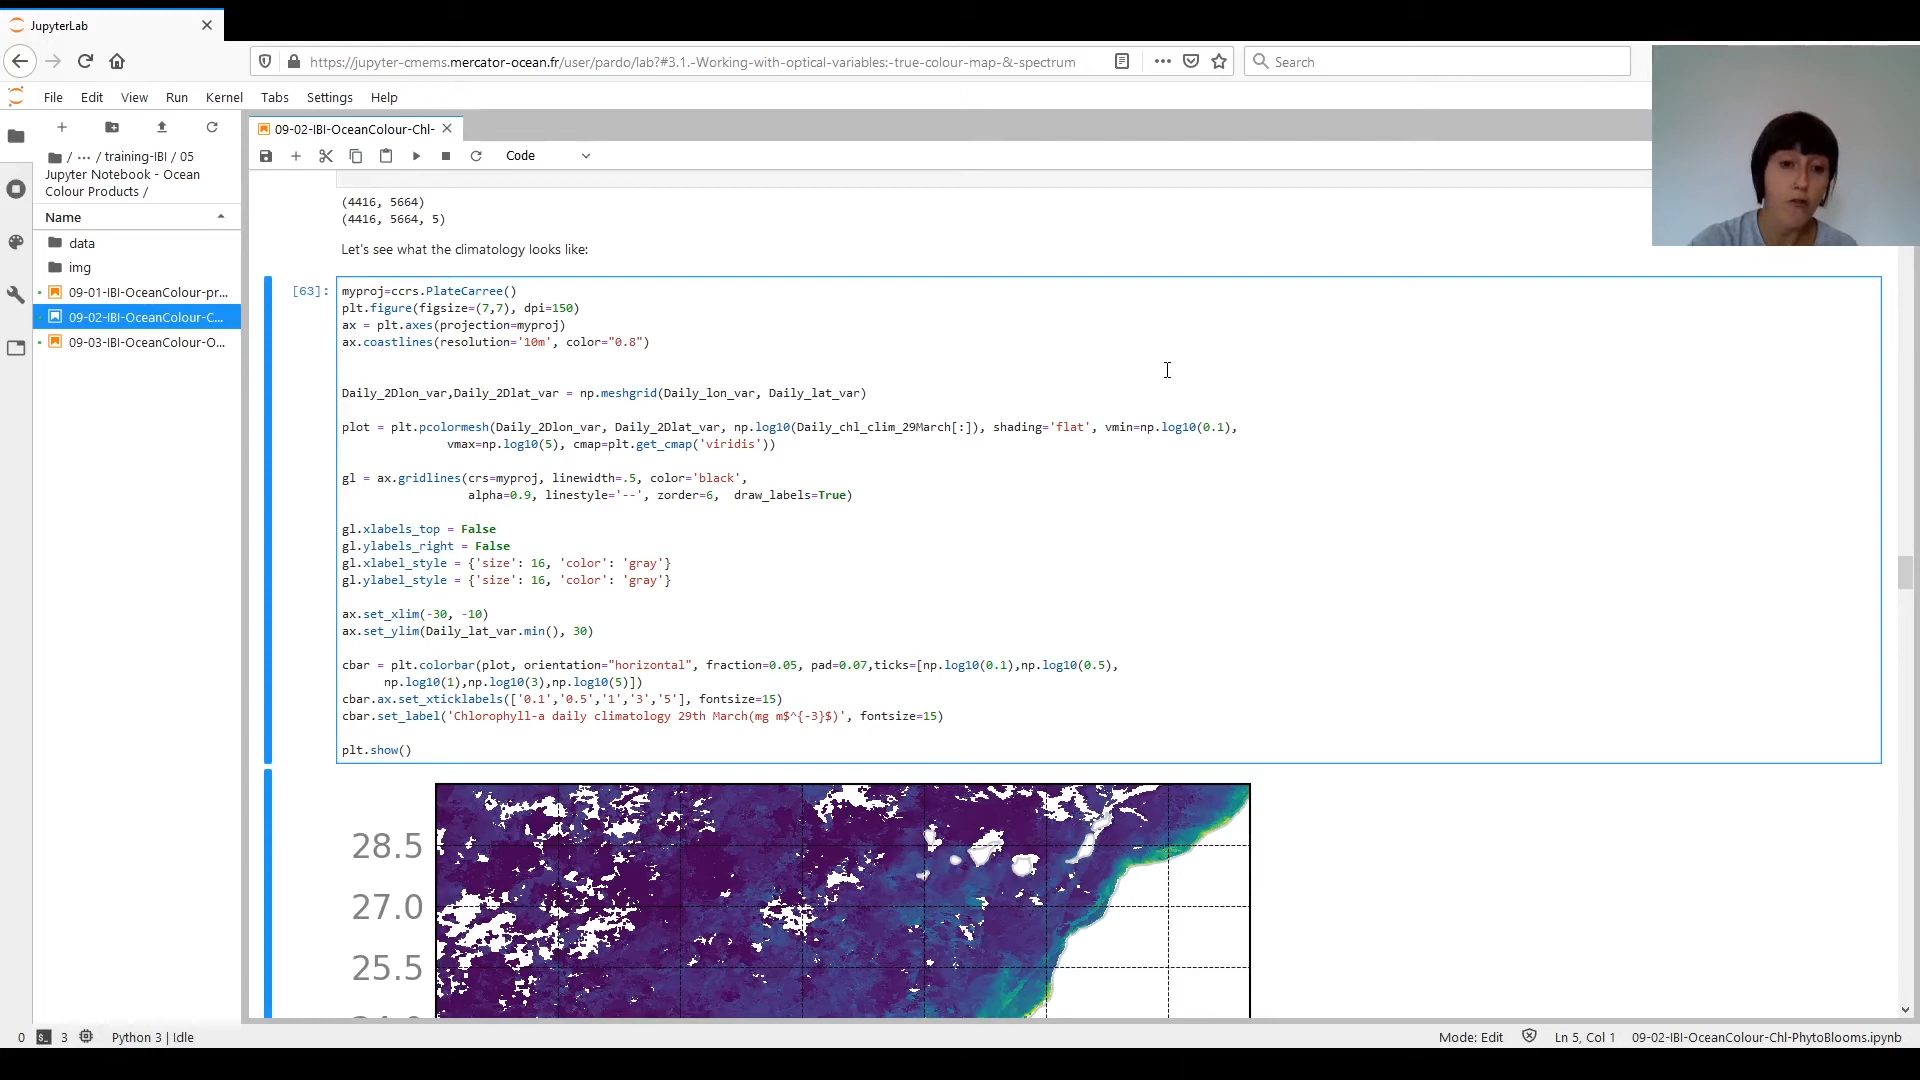 JupyterLab
https://jupyter-cmems.mercator-ocean.fr/user/pardo/lab?#3.1.-Working-with-optical-variables:-true-colour-map-&-spectrum
Search
File Edit View Run Kernel Tabs Settings Help
/ ··· / training-IBI / 05
Jupyter Notebook - Ocean
Colour Products /
Name
data
img
09-01-IBI-OceanColour-pr...
09-02-IBI-OceanColour-C...
09-03-IBI-OceanColour-O...
09-02-IBI-OceanColour-Chl-
Code
(4416, 5664)
(4416, 5664, 5)
Let's see what the climatology looks like:
[63]:
myproj=ccrs.PlateCarree()
plt.figure(figsize=(7,7), dpi=150)
ax = plt.axes(projection=myproj)
ax.coastlines(resolution='10m', color="0.8")
Daily_2Dlon_var,Daily_2Dlat_var = np.meshgrid(Daily_lon_var, Daily_lat_var)
plot = plt.pcolormesh(Daily_2Dlon_var, Daily_2Dlat_var, np.log10(Daily_chl_clim_29March[:]), shading='flat', vmin=np.log10(0.1),
vmax=np.log10(5), cmap=plt.get_cmap('viridis'))
gl = ax.gridlines(crs=myproj, linewidth=.5, color='black',
alpha=0.9, linestyle='--', zorder=6,  draw_labels=True)
gl.xlabels_top = False
gl.ylabels_right = False
gl.xlabel_style = {'size': 16, 'color': 'gray'}
gl.ylabel_style = {'size': 16, 'color': 'gray'}
ax.set_xlim(-30, -10)
ax.set_ylim(Daily_lat_var.min(), 30)
cbar = plt.colorbar(plot, orientation="horizontal", fraction=0.05, pad=0.07,ticks=[np.log10(0.1),np.log10(0.5),
np.log10(1),np.log10(3),np.log10(5)])
cbar.ax.set_xticklabels(['0.1','0.5','1','3','5'], fontsize=15)
cbar.set_label('Chlorophyll-a daily climatology 29th March(mg m$^{-3}$)', fontsize=15)
plt.show()
28.5
27.0
25.5
0 3 Python 3 | Idle
Mode: Edit Ln 5, Col 1 09-02-IBI-OceanColour-Chl-PhytoBlooms.ipynb